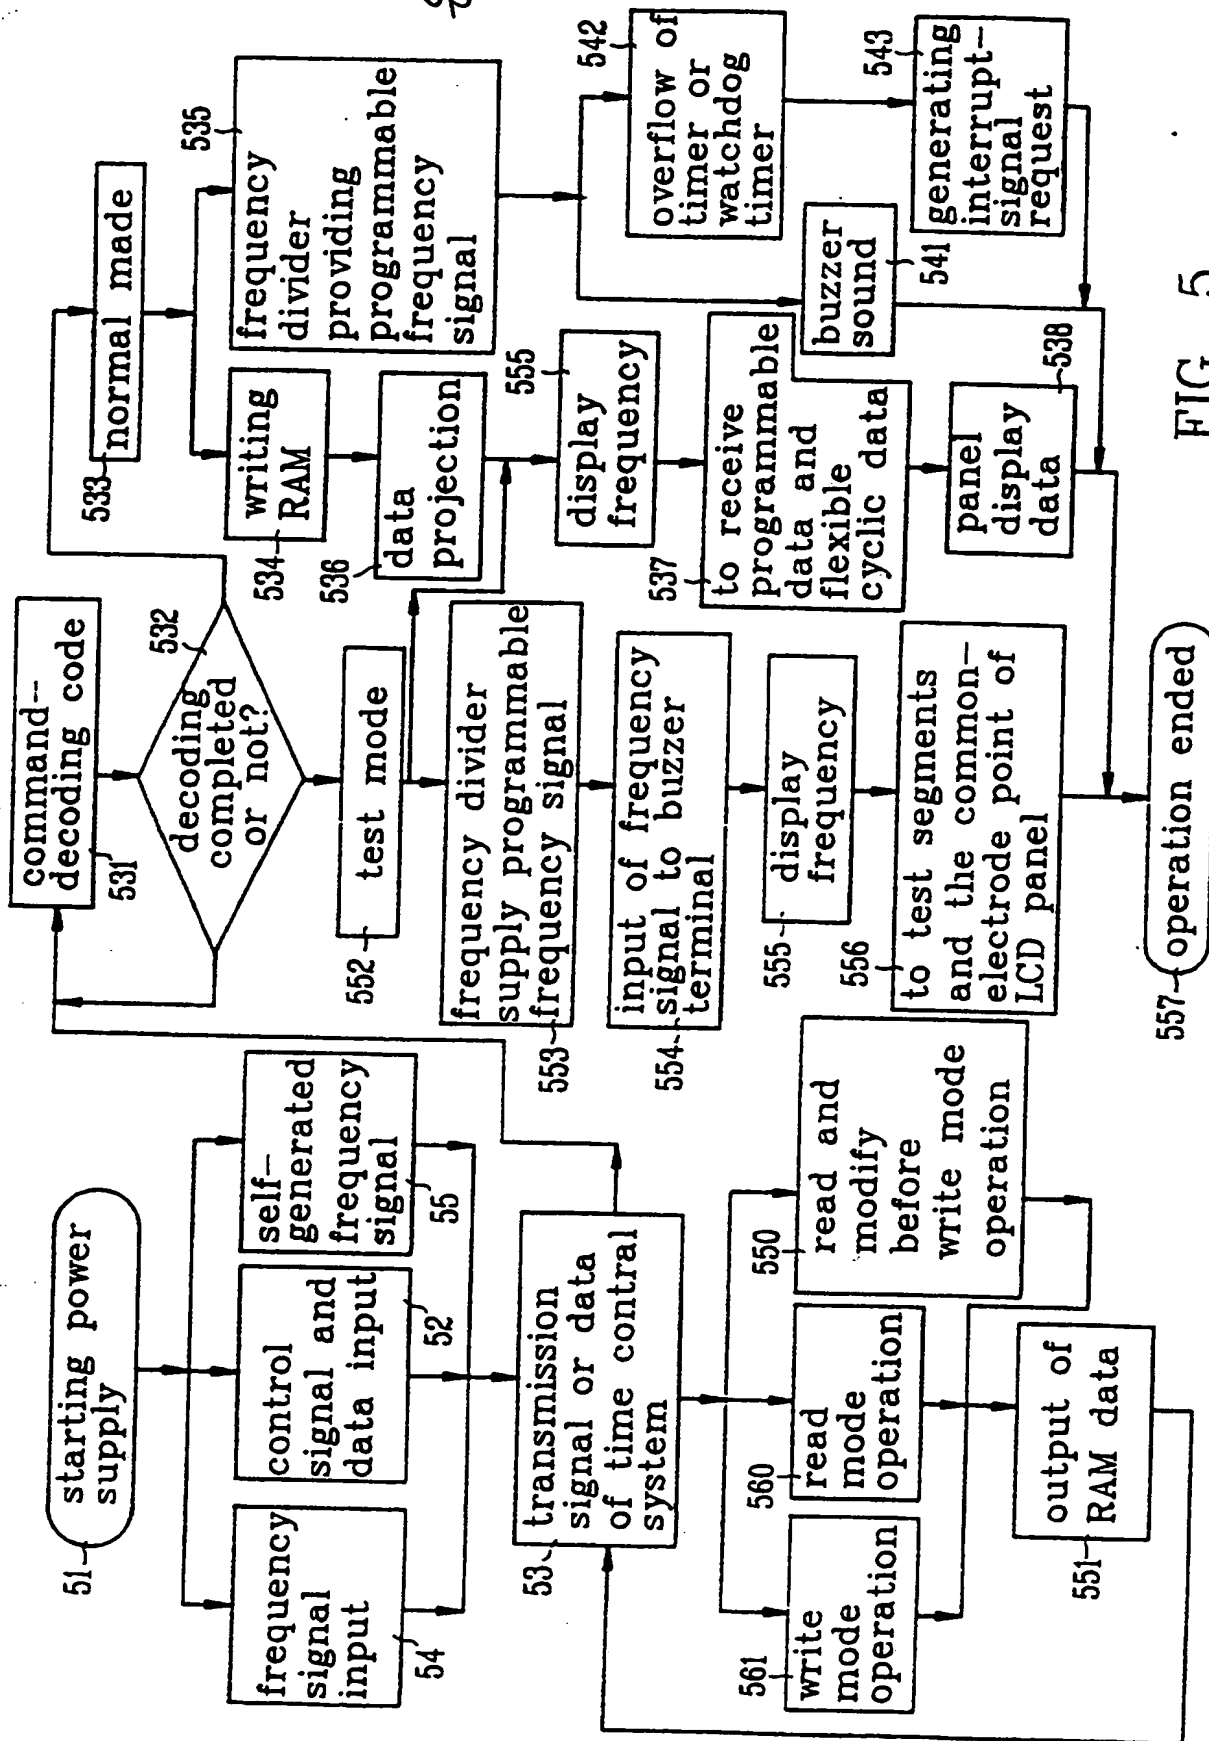 starting power
supply
51
frequency
signal
input
54
control
signal and
data input
52
self-
generated
frequency
signal
55
transmission
signal or data
of time contral
system
53
write
mode
operation
561
read
mode
operation
560
read and
modify
before
write mode
operation
550
output of
RAM data
551
command--
decoding code
531
decoding
completed
or not?
532
test mode
552
frequency divider
supply programmable
frequency signal
553
input of frequency
signal to buzzer
terminal
554
display
frequency
555
to test segments
and the common-
electrode point of
LCD panel
556
operation ended
557
normal made
533
writing
RAM
534
frequency
divider
providing
programmable
frequency
signal
535
data
projection
536
display
frequency
555
to receive
programmable
data and
flexible
cyclic data
537
panel
display
data
538
buzzer
sound
541
overflow of
timer or
watchdog
timer
542
generating
interrupt-
signal
request
543
FIG. 5